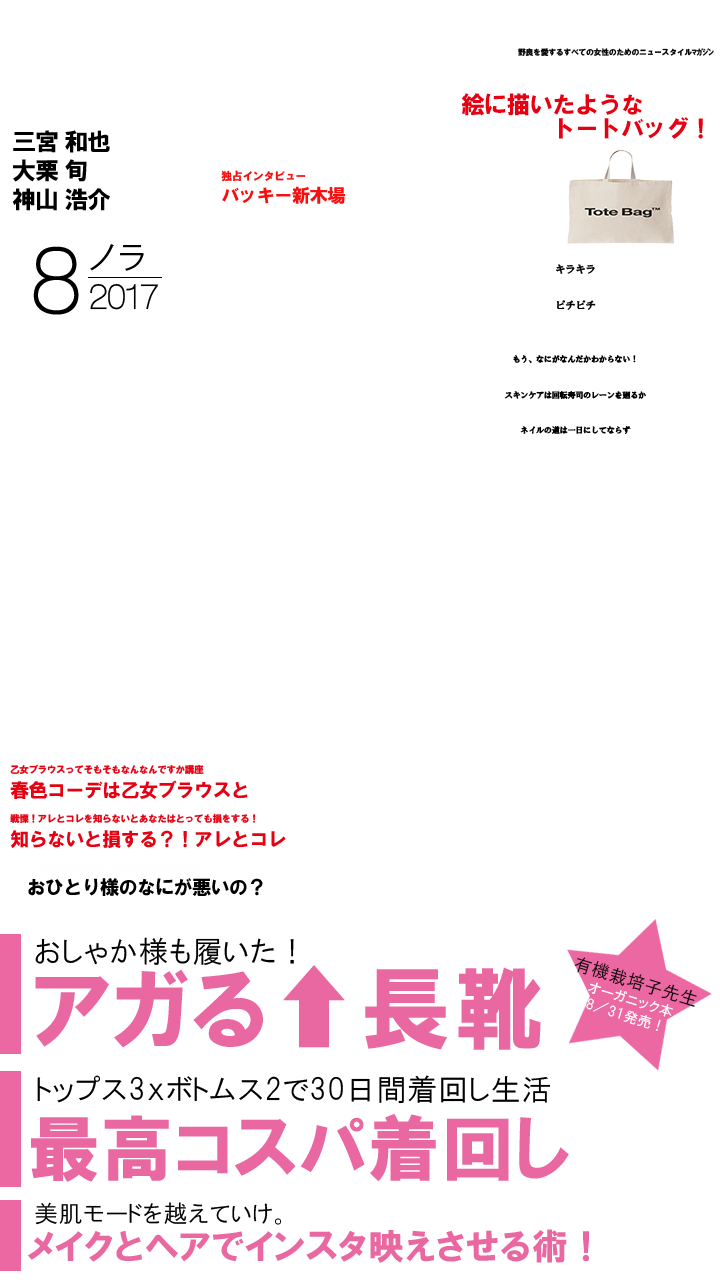 野良を愛するすべての女性のためのニュースタイルマガジン
絵に描いたような
トートバッグ！
Tote Bag™
三宮 和也
大栗 旬
神山 浩介
独占インタビュー
バッキー新木場
8
ノラ
2017
キラキラ
ピチピチ
もう、なにがなんだかわからない！
スキンケアは回転寿司のレーンを廻るか
ネイルの道は一日にしてならず
乙女ブラウスってそもそもなんなんですか講座
春色コーデは乙女ブラウスと
戦慄！アレとコレを知らないとあなたはとっても損をする！
知らないと損する？！アレとコレ
おひとり様のなにが悪いの？
おしゃか様も履いた！
アガる↑長靴
有機栽培子先生
オーガニック本
8／31発売！
トップス3xボトムス2で30日間着回し生活
最高コスパ着回し
美肌モードを越えていけ。
メイクとヘアでインスタ映えさせる術！